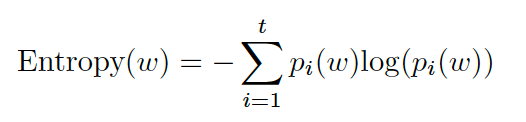 Entropy(w) = − ∑_{i=1}^{t} p_i(w)log(p_i(w))